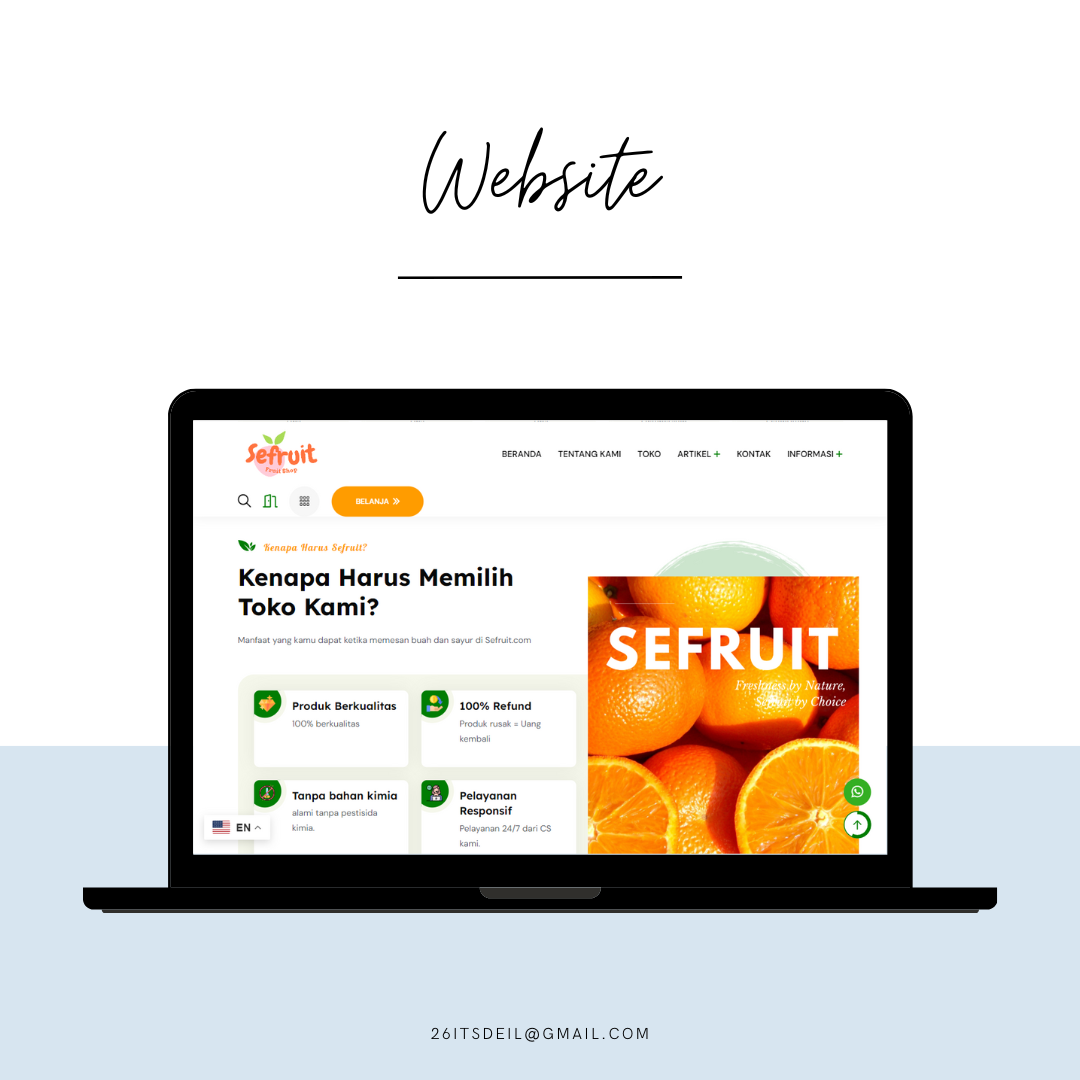 Website
Sefruit
Fruit Shop
BERANDA TENTANG KAMI TOKO ARTIKEL + KONTAK INFORMASI +
BELANJA
Kenapa Harus Sefruit?
Kenapa Harus Memilih
Toko Kami?
Manfaat yang kamu dapat ketika memesan buah dan sayur di Sefruit.com
SEFRUIT
Freshness by Nature,
by Choice
Produk Berkualitas
100% berkualitas
100% Refund
Produk rusak = Uang
kembali
Tanpa bahan kimia
alami tanpa pestisida
kimia.
Pelayanan
Responsif
Pelayanan 24/7 dari CS
kami.
EN
26ITSDEIL@GMAIL.COM